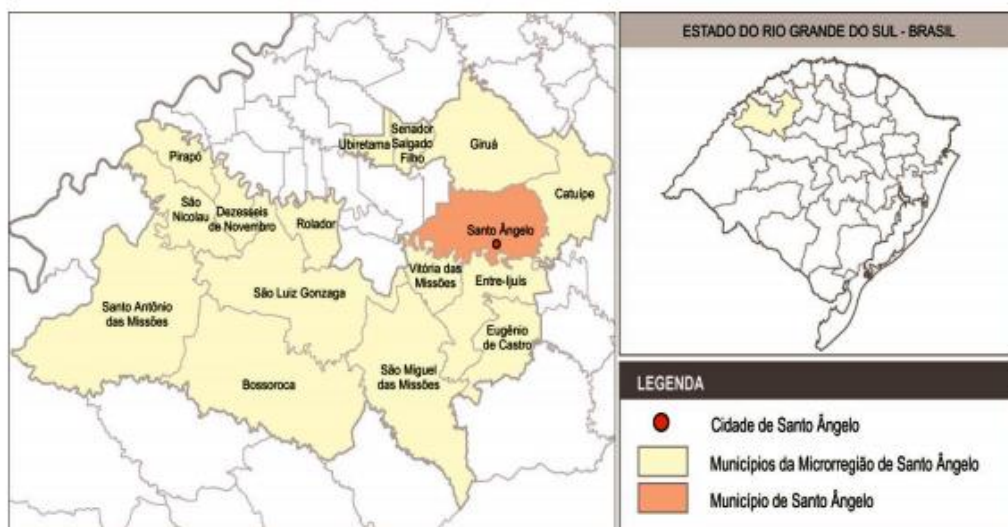 Ubiretama
Senador
Salgado
Filho
Giruá
Pirapó
Catuípe
São
Nicolau
Dezesseis
de Novembro
Rolador
Santo Ângelo
Vitória das
Missões
Entre-Ijuís
São Luiz Gonzaga
Santo Antônio
das Missões
Eugênio
de Castro
São Miguel
das Missões
Bossoroca
ESTADO DO RIO GRANDE DO SUL - BRASIL
LEGENDA
Cidade de Santo Ângelo
Municípios da Microrregião de Santo Ângelo
Município de Santo Ângelo